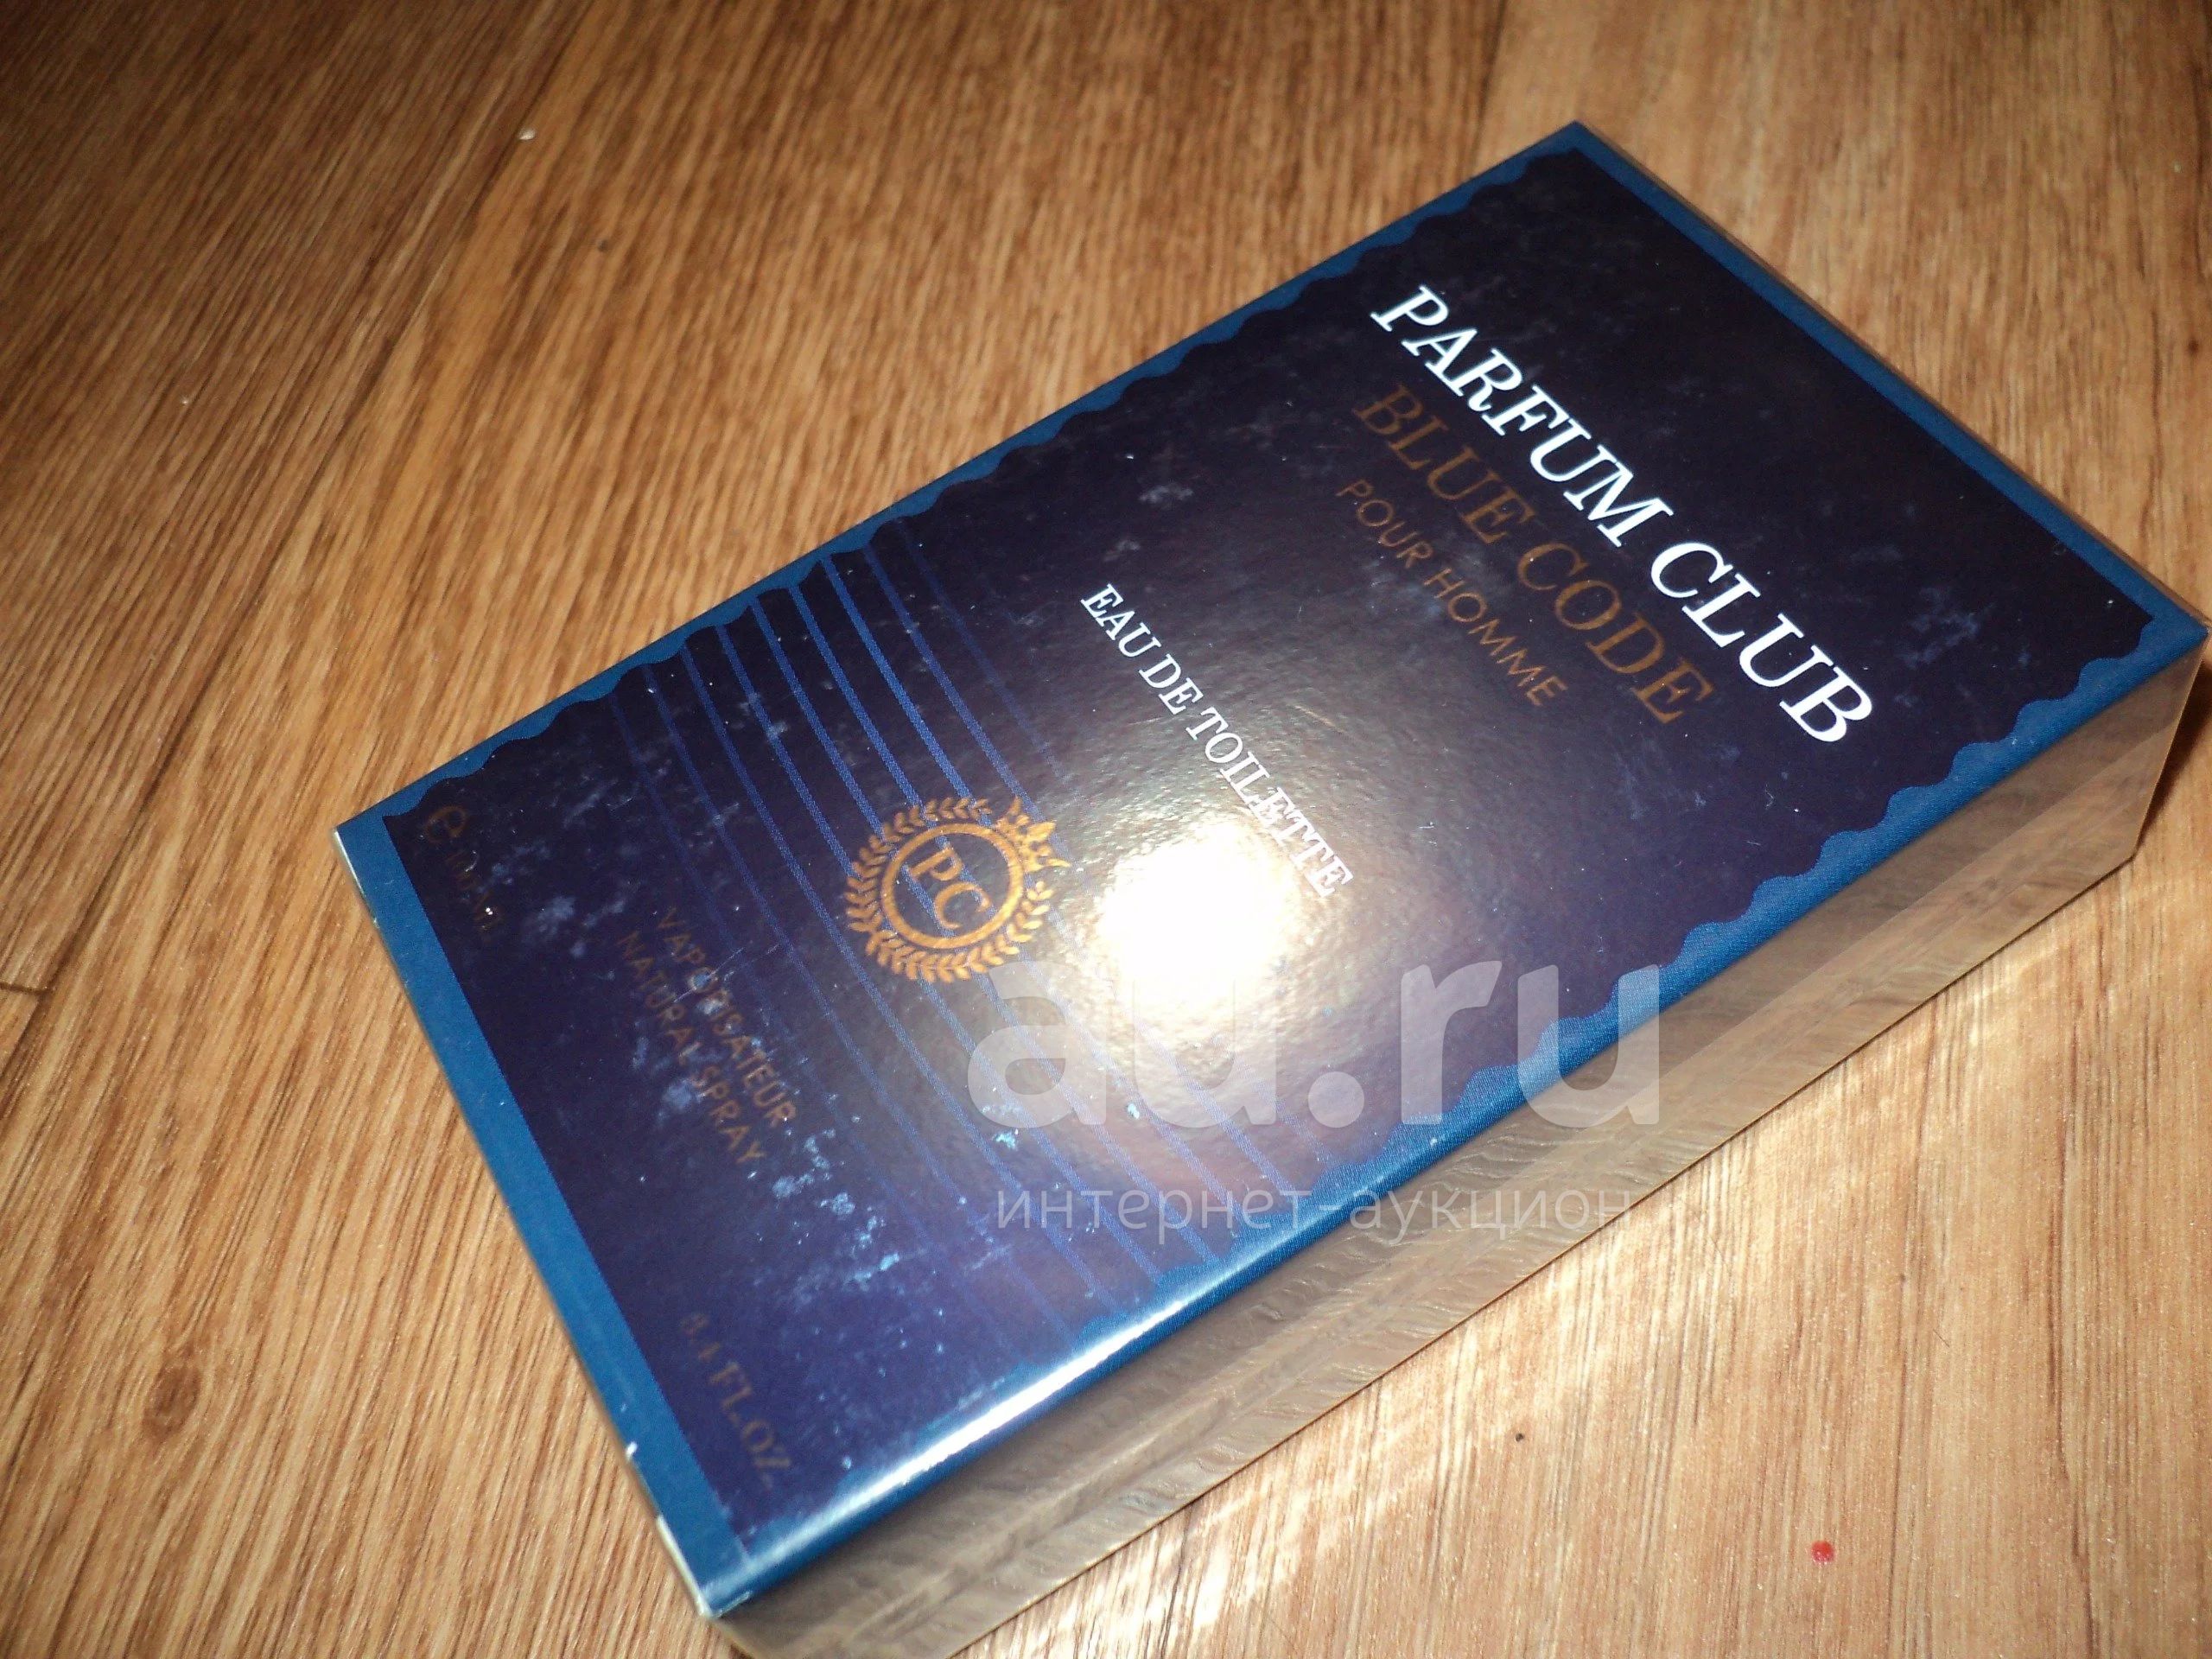 PARFUM CLUB
BLUE CODE
POUR HOMME
EAU DE TOILETTE
PC
VAPORISATEUR
NATURAL SPRAY
e
FL.OZ.
au.ru
интернет-аукцион